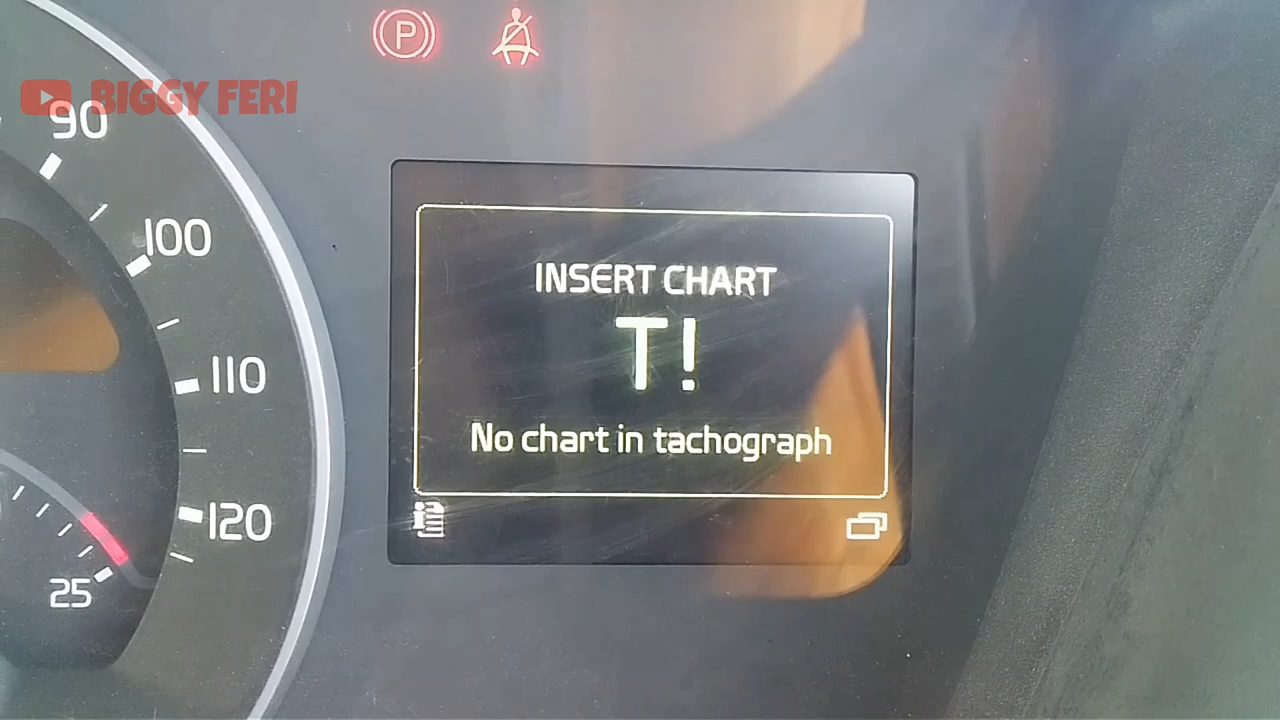 P
BIGGY FERI
90
100
110
120
25
INSERT CHART
T!
No chart in tachograph